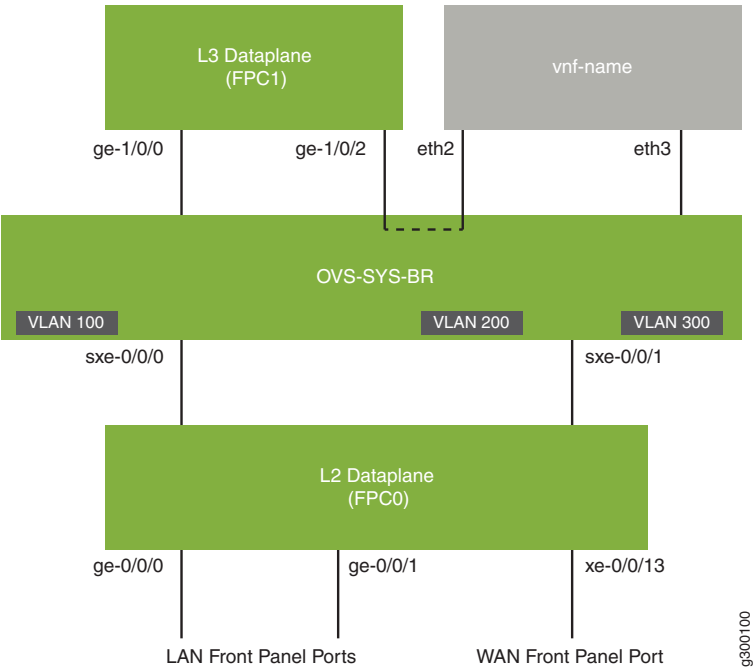 L3 Dataplane
(FPC1)
vnf-name
ge-1/0/0
ge-1/0/2
eth2
eth3
OVS-SYS-BR
VLAN 100
VLAN 200
VLAN 300
sxe-0/0/0
sxe-0/0/1
L2 Dataplane
(FPC0)
ge-0/0/0
ge-0/0/1
xe-0/0/13
LAN Front Panel Ports
WAN Front Panel Port
g300100